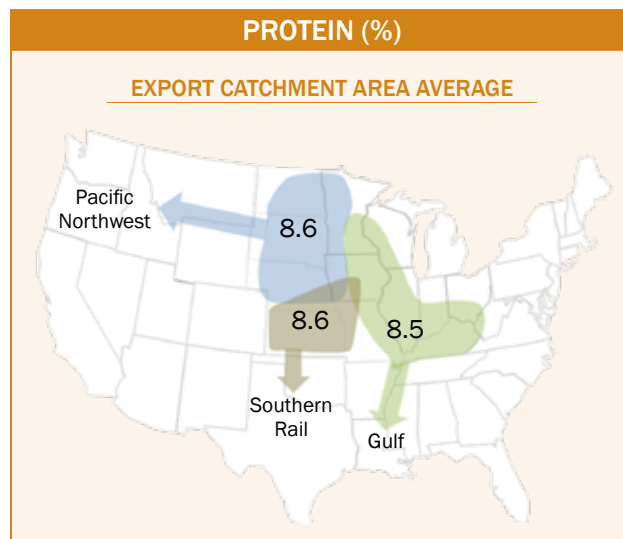 PROTEIN (%)
EXPORT CATCHMENT AREA AVERAGE
Pacific
Northwest
8.6
8.6
8.5
Southern
Rail
Gulf